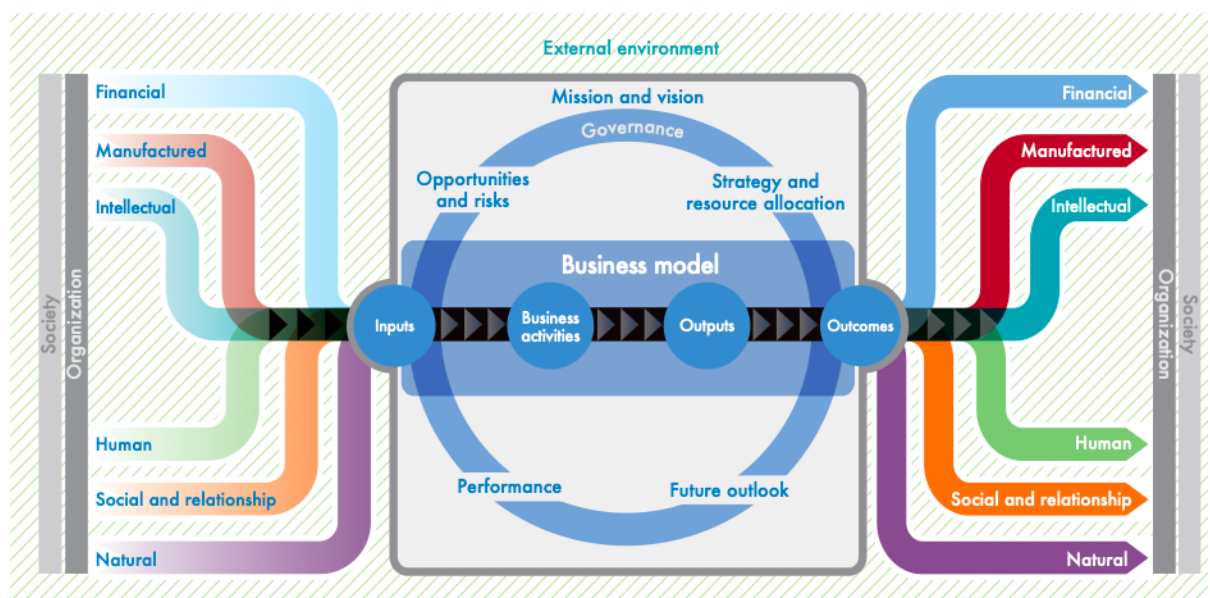 External environment
Society
Organization
Financial
Manufactured
Intellectual
Human
Social and relationship
Natural
Mission and vision
Governance
Opportunities
and risks
Strategy and
resource allocation
Business model
Inputs
Business
activities
Outputs
Outcomes
Performance
Future outlook
Financial
Manufactured
Intellectual
Human
Social and relationship
Natural
Organization
Society